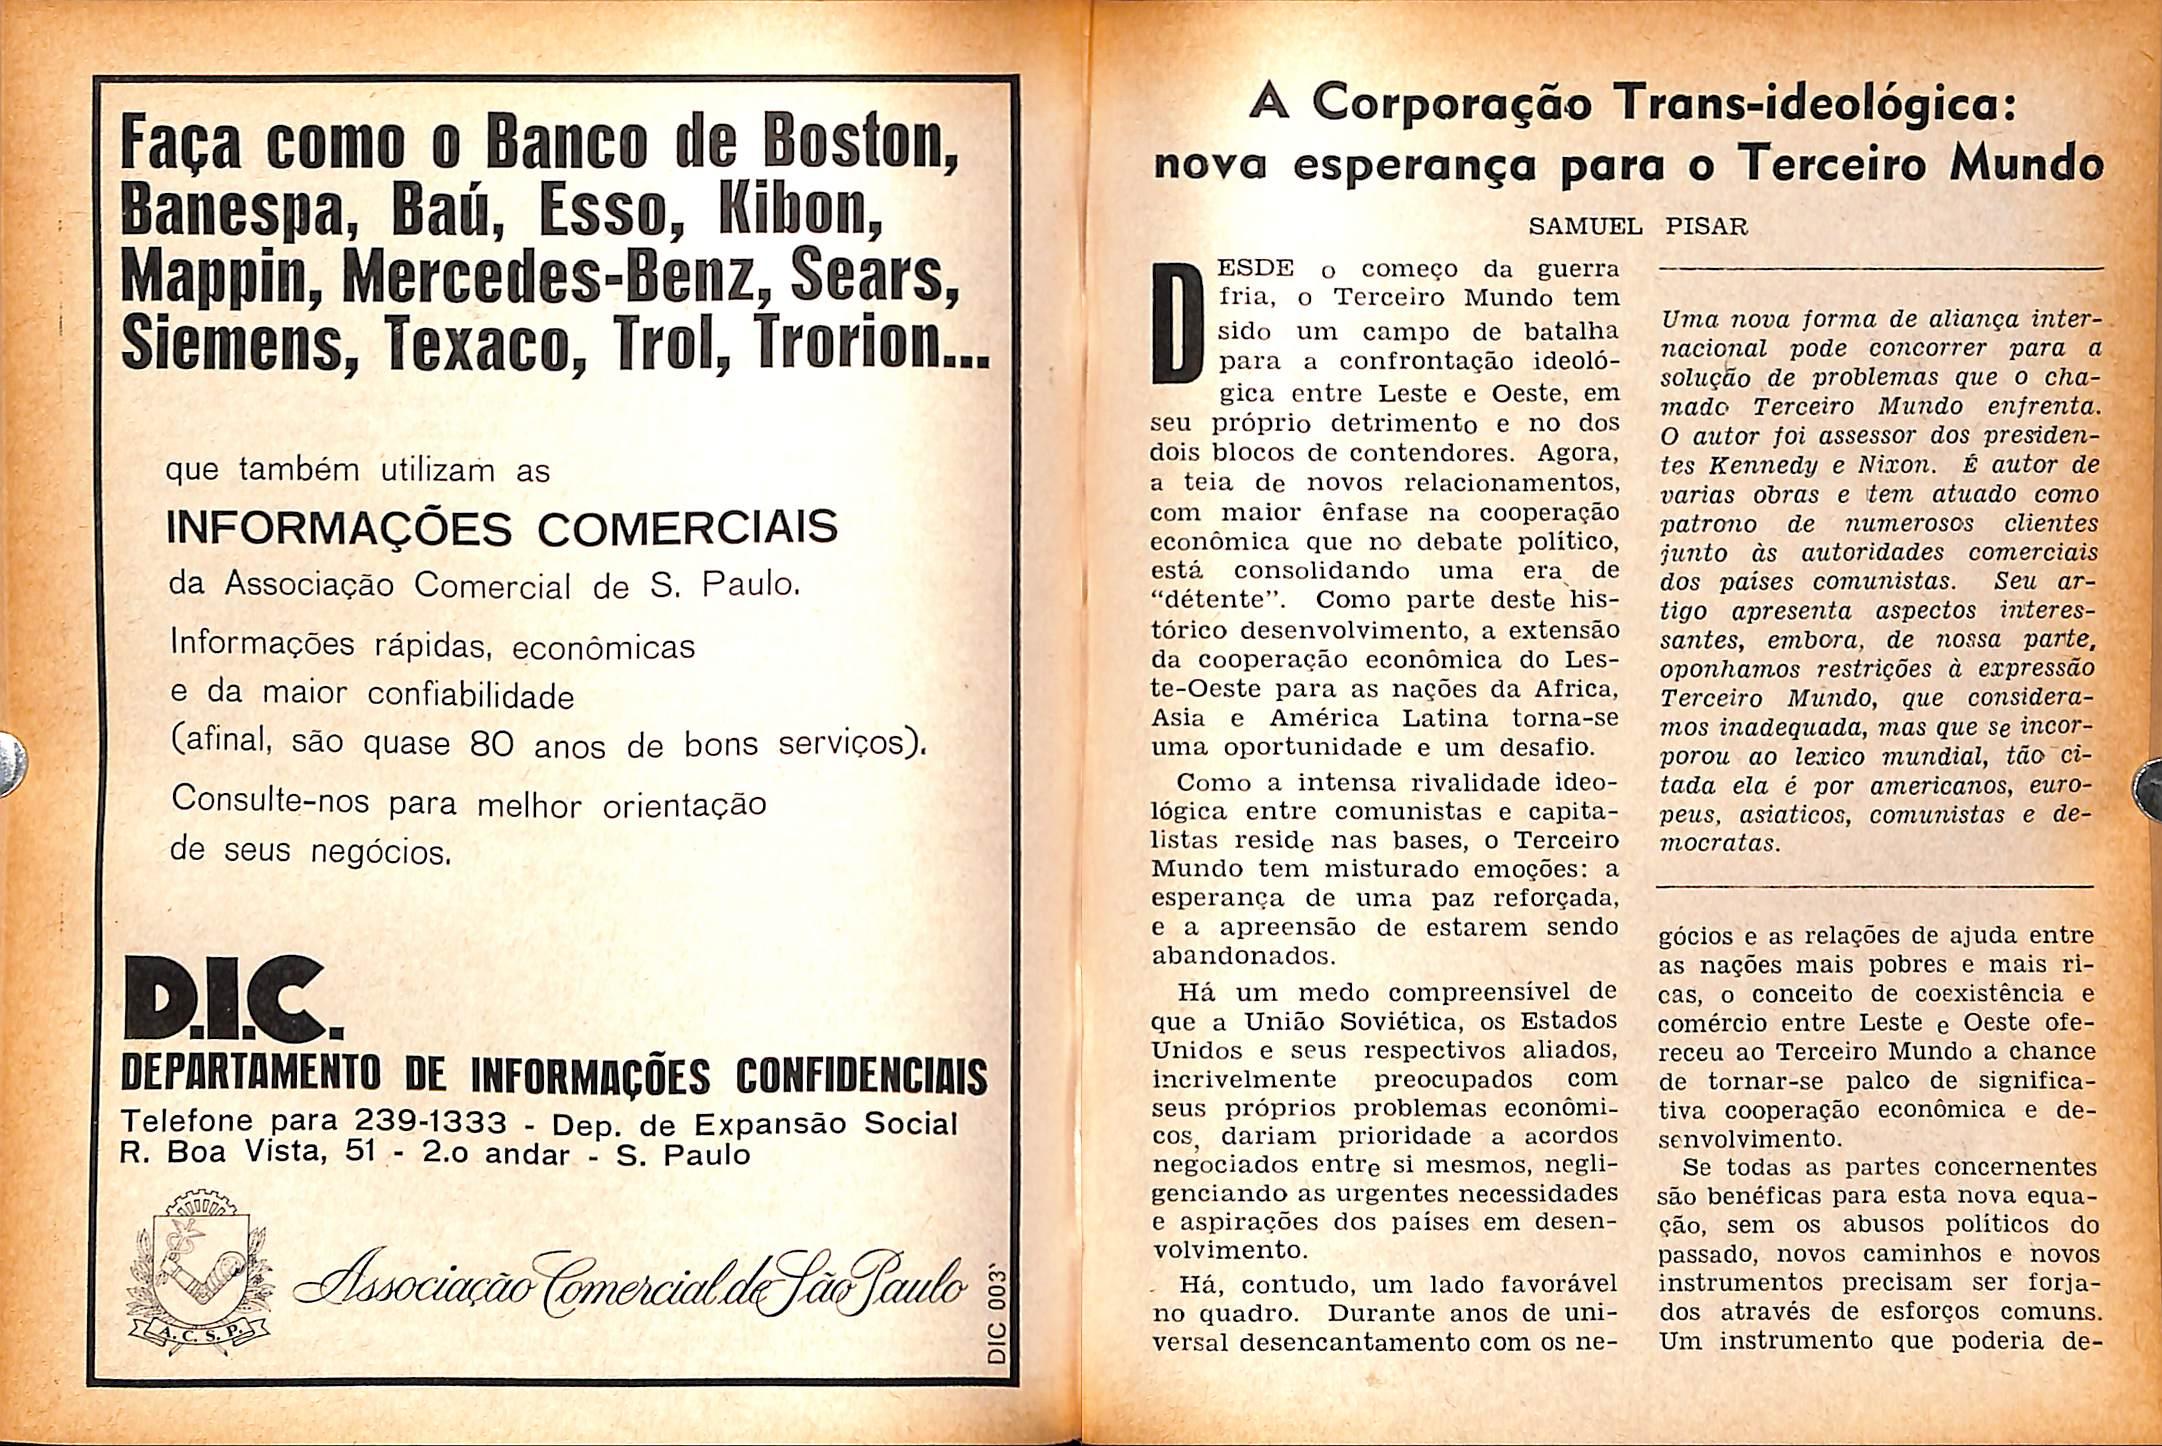 Faça como o Banco de Boston,
Banespa, Baú, Esso, Kibon,
Mappin, Mercedes-Benz, Sears,
Siemens, Texaco, Trol, Trorion...
que também utilizam as
INFORMAÇÕES COMERCIAIS
da Associação Comercial de S. Paulo.
Informações rápidas, econômicas
e da maior confiabilidade
(afinal, são quase 80 anos de bons serviços).
Consulte-nos para melhor orientação
de seus negócios.
D.I.C.
DEPARTAMENTO DE INFORMAÇÕES CONFIDENCIAIS
Telefone para 239-1333 - Dep. de Expansão Social
R. Boa Vista, 51 - 2.o andar - S. Paulo
A. C. S. P.
Associação Comercial de São Paulo
DIC 003
A Corporação Trans-ideológica:
nova esperança para o Terceiro Mundo
SAMUEL PISAR
DESDE o começo da guerra
fria, o Terceiro Mundo tem
sido um campo de batalha
para a confrontação ideoló-
gica entre Leste e Oeste, em
seu próprio detrimento e no dos
dois blocos de contendores. Agora,
a teia de novos relacionamentos,
com maior ênfase na cooperação
econômica que no debate político,
está consolidando uma era de
“détente”. Como parte deste his-
tórico desenvolvimento, a extensão
da cooperação econômica do Les-
te-Oeste para as nações da Africa,
Asia e América Latina torna-se
uma oportunidade e um desafio.
Como a intensa rivalidade ideo-
lógica entre comunistas e capita-
listas reside nas bases, o Terceiro
Mundo tem misturado emoções: a
esperança de uma paz reforçada,
e a apreensão de estarem sendo
abandonados.
Há um medo compreensível de
que a União Soviética, os Estados
Unidos e seus respectivos aliados,
incrivelmente preocupados com
seus próprios problemas econômi-
cos, dariam prioridade a acordos
negociados entre si mesmos, negli-
genciando as urgentes necessidades
e aspirações dos países em desen-
volvimento.
Há, contudo, um lado favorável
no quadro. Durante anos de uni-
versal desencantamento com os ne-
Uma nova forma de aliança inter-
nacional pode concorrer para a
solução de problemas que o cha-
mado Terceiro Mundo enfrenta.
O autor foi assessor dos presiden-
tes Kennedy e Nixon. É autor de
varias obras e tem atuado como
patrono de numerosos clientes
junto às autoridades comerciais
dos países comunistas. Seu ar-
tigo apresenta aspectos interes-
santes, embora, de nossa parte,
oponhamos restrições à expressão
Terceiro Mundo, que considera-
mos inadequada, mas que se incor-
porou ao lexico mundial, tão ci-
tada ela é por americanos, euro-
peus, asiaticos, comunistas e de-
mocratas.
gócios e as relações de ajuda entre
as nações mais pobres e mais ri-
cas, o conceito de coexistência e
comércio entre Leste e Oeste ofe-
receu ao Terceiro Mundo a chance
de tornar-se palco de significa-
tiva cooperação econômica e de-
senvolvimento.
Se todas as partes concernentes
são benéficas para esta nova equa-
ção, sem os abusos políticos do
passado, novos caminhos e novos
instrumentos precisam ser forja-
dos através de esforços comuns.
Um instrumento que poderia de-